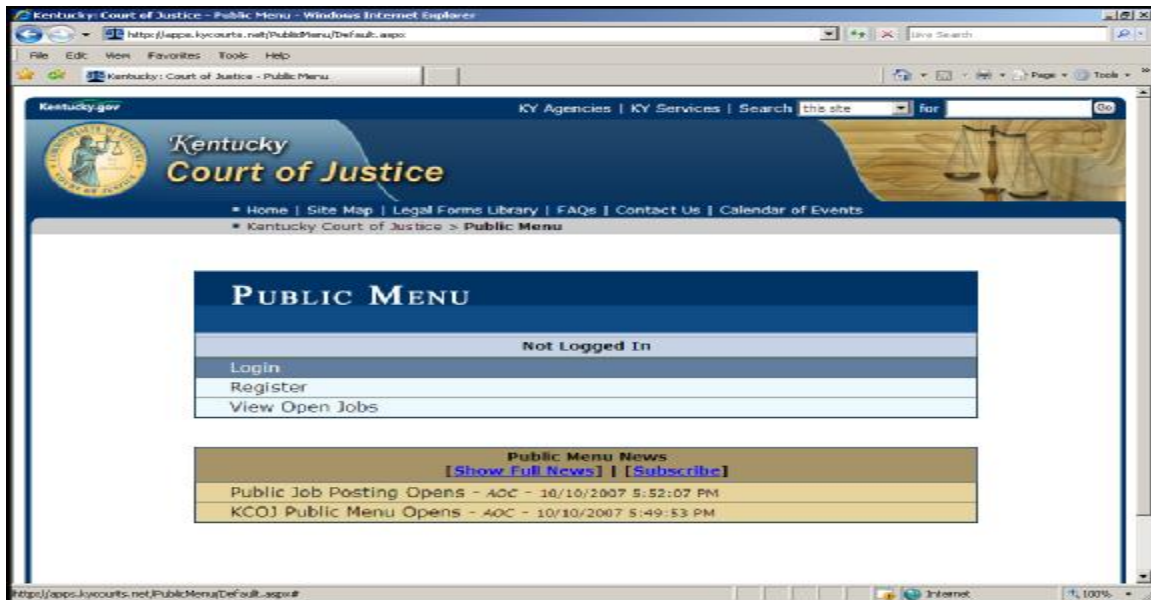 Kentucky: Court of Justice - Public Menu - Windows Internet Explorer
http://apps.kycourts.net/PublicMenu/Default.aspx
Live Search
File Edit View Favorites Tools Help
Kentucky: Court of Justice - Public Menu
Page Tools
Kentucky.gov
KY Agencies | KY Services | Search this site for Go
Kentucky
Court of Justice
Home | Site Map | Legal Forms Library | FAQs | Contact Us | Calendar of Events
Kentucky Court of Justice > Public Menu
PUBLIC MENU
Not Logged In
Login
Register
View Open Jobs
Public Menu News
[Show Full News] | [Subscribe]
Public Job Posting Opens - AOC - 10/10/2007 5:52:07 PM
KCOJ Public Menu Opens - AOC - 10/10/2007 5:49:53 PM
http://apps.kycourts.net/PublicMenu/Default.aspx#
Internet
100%